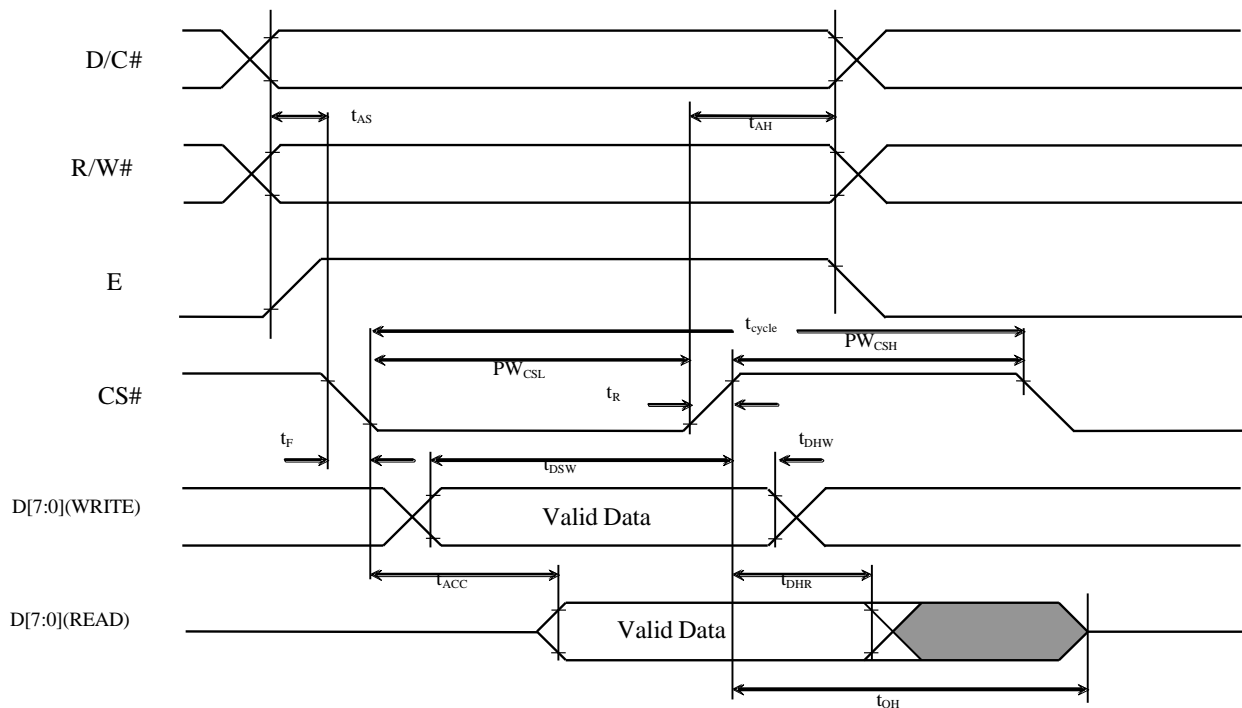 D/C#
tAS
tAH
R/W#
E
tcycle
PWCSL
PWCSH
CS#
tR
tF
tDSW
tDHW
D[7:0](WRITE)
Valid Data
tACC
tDHR
D[7:0](READ)
Valid Data
tOH